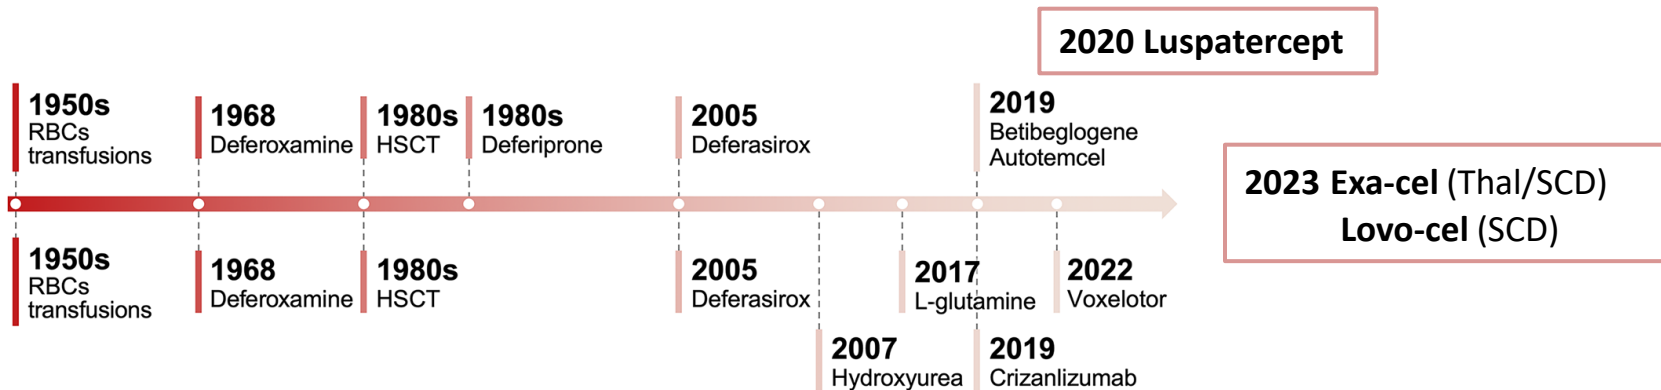 2020 Luspatercept
1950s
RBCs
transfusions
1968
Deferoxamine
1980s
HSCT
1980s
Deferiprone
2005
Deferasirox
2019
Betibeglogene
Autotemcel
2023 Exa-cel (Thal/SCD)
Lovo-cel (SCD)
1950s
RBCs
transfusions
1968
Deferoxamine
1980s
HSCT
2005
Deferasirox
2007
Hydroxyurea
2017
L-glutamine
2019
Crizanlizumab
2022
Voxelotor